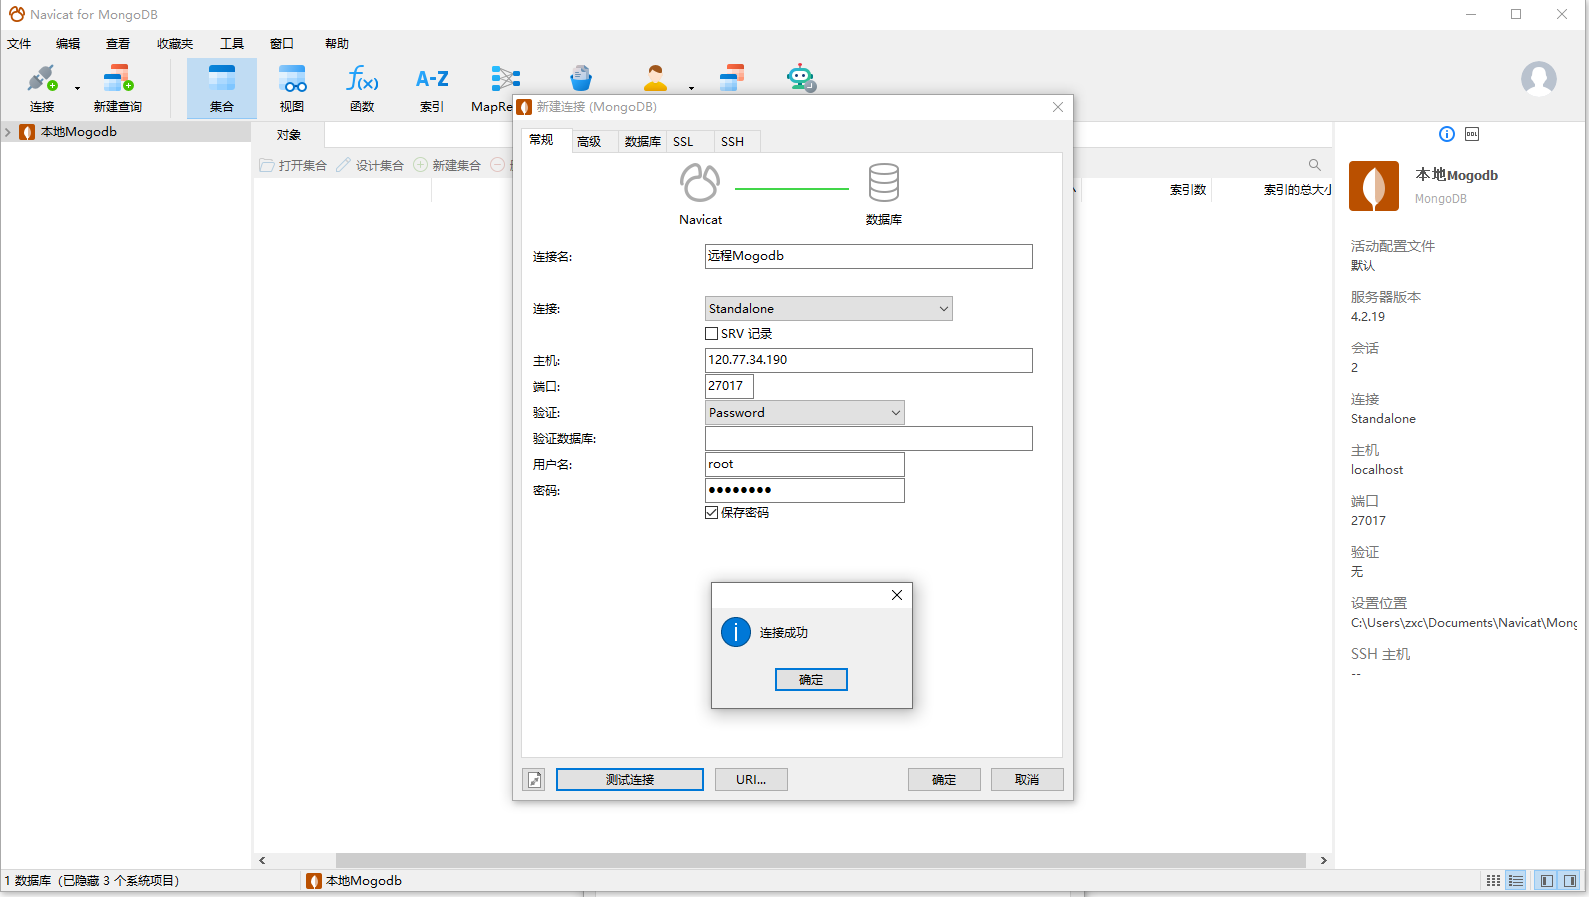 Navicat for MongoDB
文件 编辑 查看 收藏夹 工具 窗口 帮助
f(x) A-Z
连接 新建查询 集合 视图 函数 索引 MapRe
本地Mogodb
对象
打开集合 设计集合 新建集合
索引数 索引的总大小
新建连接 (MongoDB)
常规 高级 数据库 SSL SSH
Navicat 数据库
连接名: 远程Mogodb
连接: Standalone
SRV 记录
主机: 120.77.34.190
端口: 27017
验证: Password
验证数据库:
用户名: root
密码: ●●●●●●●●
保存密码
连接成功
确定
测试连接 URI... 确定 取消
DDL
本地Mogodb
MongoDB
活动配置文件
默认
服务器版本
4.2.19
会话
2
连接
Standalone
主机
localhost
端口
27017
验证
无
设置位置
C:\Users\zxc\Documents\Navicat\Mong
SSH 主机
--
1 数据库 (已隐藏 3 个系统项目) 本地Mogodb